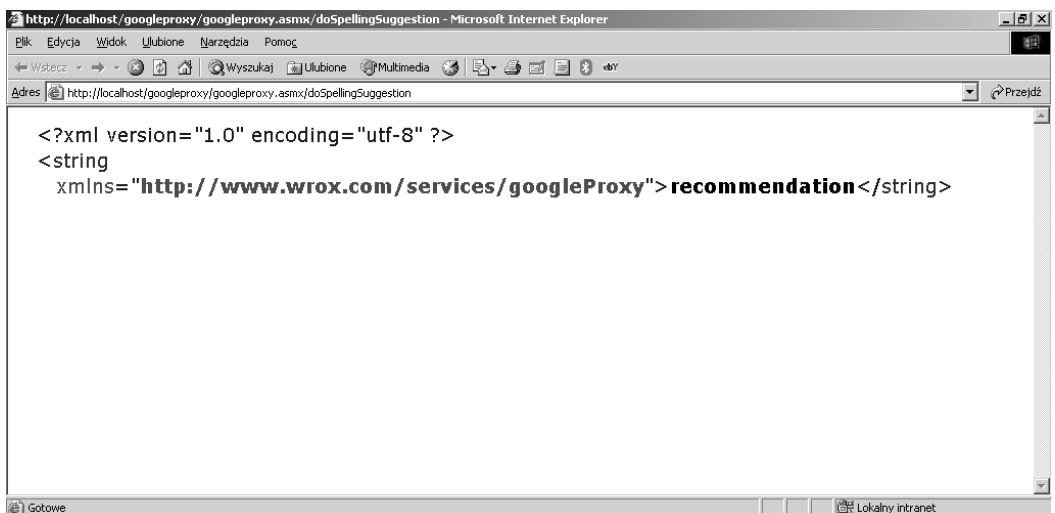 http://localhost/googleproxy/googleproxy.asmx/doSpellingSuggestion - Microsoft Internet Explorer
Plik Edycja Widok Ulubione Narzędzia Pomoc
Wstecz Wyszukaj Ulubione Multimedia
Adres http://localhost/googleproxy/googleproxy.asmx/doSpellingSuggestion Przejdź
<?xml version="1.0" encoding="utf-8" ?>
<string
xmlns="http://www.wrox.com/services/googleProxy">recommendation</string>
Gotowe Lokalny intranet